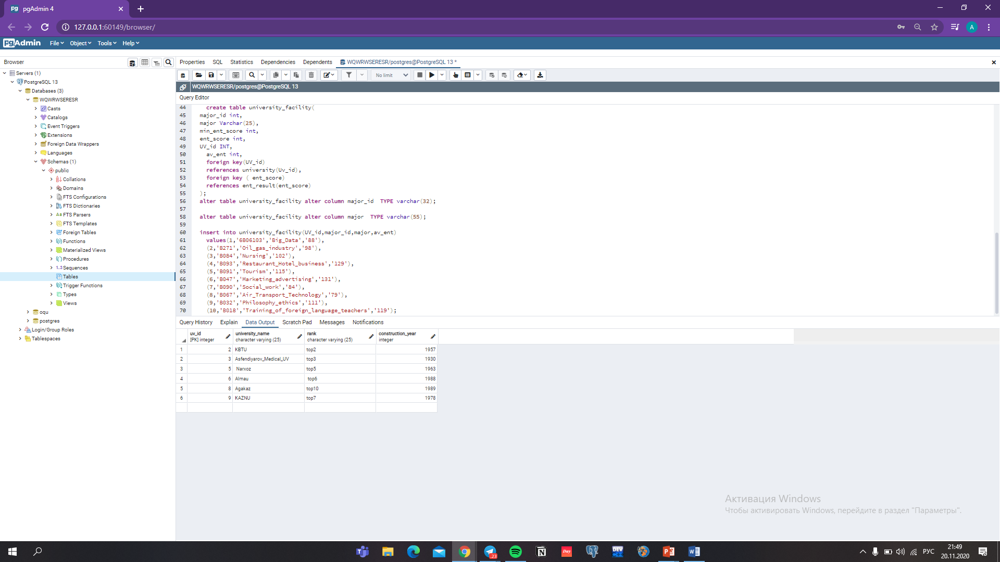 pgAdmin 4
127.0.0.1:60149/browser/
A
pgAdmin File Object Tools Help
Browser
Properties SQL Statistics Dependencies Dependents WQWRWSERESR/postgres@PostgreSQL 13 *
No limit
WQWRWSERESR/postgres@PostgreSQL 13
Query Editor
Servers (1)
PostgreSQL 13
Databases (3)
WQWRWSERESR
Casts
Catalogs
Event Triggers
Extensions
Foreign Data Wrappers
Languages
Schemas (1)
public
Collations
Domains
FTS Configurations
FTS Dictionaries
FTS Parsers
FTS Templates
Foreign Tables
Functions
Materialized Views
Procedures
1..3 Sequences
Tables
Trigger Functions
Types
Views
oqu
postgres
Login/Group Roles
Tablespaces
44 create table university_facility(
45 major_id int,
46 major Varchar(25),
47 min_ent_score int,
48 ent_score int,
49 UV_id INT,
50 av_ent int,
51 foreign key(UV_id)
52 references university(Uv_id),
53 foreign key ( ent_score)
54 references ent_result(ent_score)
55 );
56 alter table university_facility alter column major_id  TYPE varchar(32);
57
58 alter table university_facility alter column major  TYPE varchar(55);
59
60 insert into university_facility(UV_id,major_id,major,av_ent)
61 values(1,'6B06103','Big_Data','88'),
62 (2,'B271','Oil_gas_industry','98'),
63 (3,'B084','Nursing','102'),
64 (4,'B093','Restaurant_Hotel_business','129'),
65 (5,'B091','Tourism','115'),
66 (6,'B047','Marketing_advertising','131'),
67 (7,'B090','Social_work','84'),
68 (8,'B067','Air_Transport_Technology','79'),
69 (9,'B032','Philosophy_ethics','111'),
70 (10,'B018','Training_of_foreign_language_teachers','119');
Query History Explain Data Output Scratch Pad Messages Notifications
uv_id university_name rank construction_year
[PK] integer character varying (25) character varying (25) integer
1 2 KBTU top2 1957
2 3 Asfendiyarov_Medical_UV top3 1930
3 5 Narxoz top5 1963
4 6 Almau top6 1988
5 8 Agakaz top10 1989
6 9 KAZNU top7 1978
Активация Windows
Чтобы активировать Windows, перейдите в раздел "Параметры".
23
Day
DEV
РУС
21:49
20.11.2020